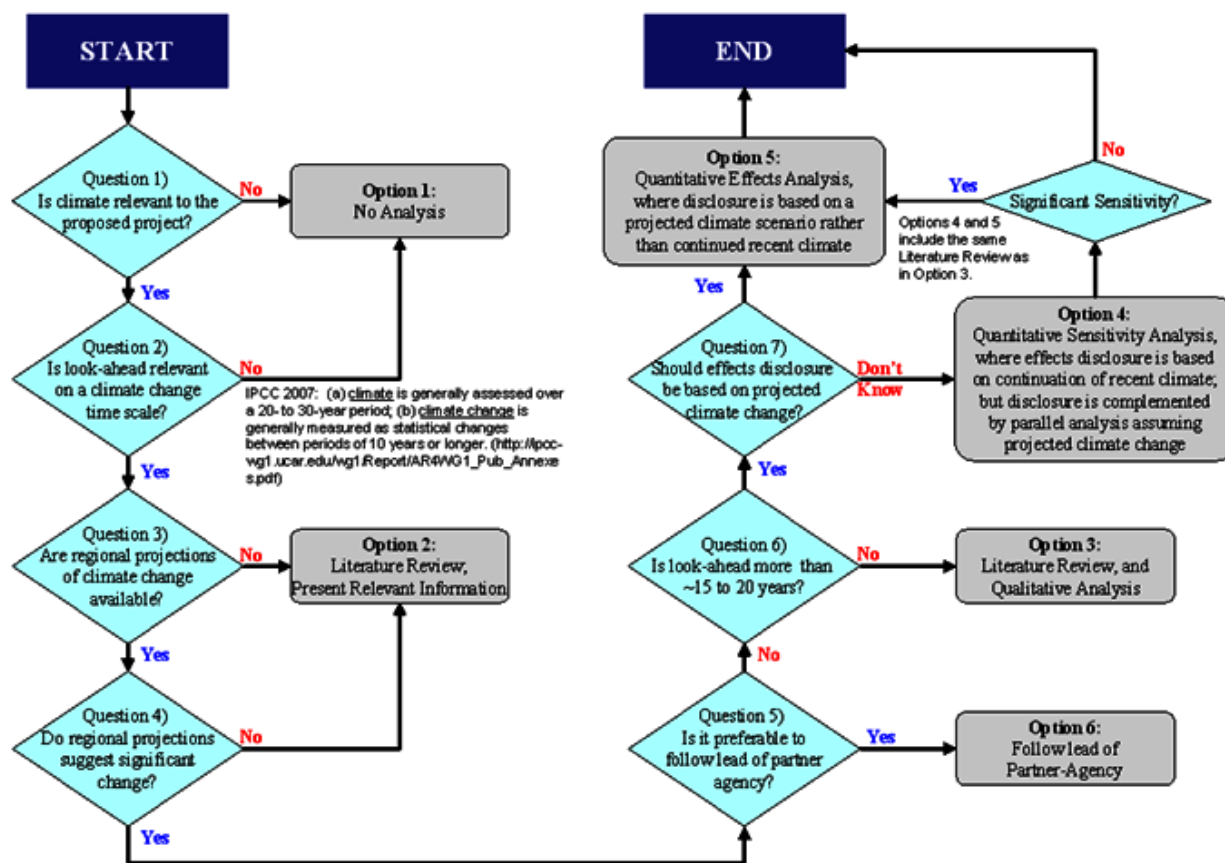 START
Question 1)
Is climate relevant to the
proposed project?
No
Option 1:
No Analysis
Yes
Question 2)
Is look-ahead relevant
on a climate change
time scale?
No
IPCC 2007: (a) climate is generally assessed over
a 20- to 30-year period; (b) climate change is
generally measured as statistical changes
between periods of 10 years or longer. (http://ipcc-
wg1.ucar.edu/wg1/Report/AR4WG1_Pub_Annexe
s.pdf)
Yes
Question 3)
Are regional projections
of climate change
available?
No
Option 2:
Literature Review,
Present Relevant Information
Yes
Question 4)
Do regional projections
suggest significant
change?
No
Yes
END
Option 5:
Quantitative Effects Analysis,
where disclosure is based on a
projected climate scenario rather
than continued recent climate
No
Yes
Significant Sensitivity?
Options 4 and 5
include the same
Literature Review as
in Option 3.
Yes
Question 7)
Should effects disclosure
be based on projected
climate change?
Don't
Know
Option 4:
Quantitative Sensitivity Analysis,
where effects disclosure is based
on continuation of recent climate;
but disclosure is complemented
by parallel analysis assuming
projected climate change
Yes
Question 6)
Is look-ahead more than
~15 to 20 years?
No
Option 3:
Literature Review, and
Qualitative Analysis
No
Question 5)
Is it preferable to
follow lead of partner
agency?
Yes
Option 6:
Follow lead of
Partner-Agency